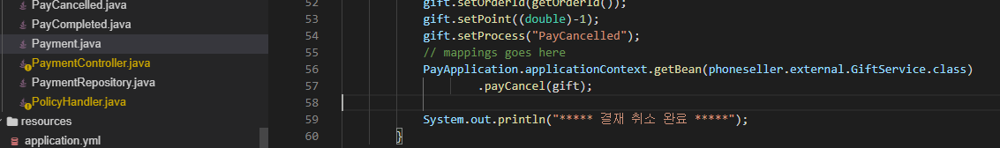 PayCancelled.java
PayCompleted.java
Payment.java
PaymentController.java
PaymentRepository.java
PolicyHandler.java
resources
application.yml
52 gift.setOrderId(getOrderId());
53 gift.setPoint((double)-1);
54 gift.setProcess("PayCancelled");
55 // mappings goes here
56 PayApplication.applicationContext.getBean(phoneseller.external.GiftService.class)
57 .payCancel(gift);
58
59 System.out.println("***** 결재 취소 완료 *****");
60 }